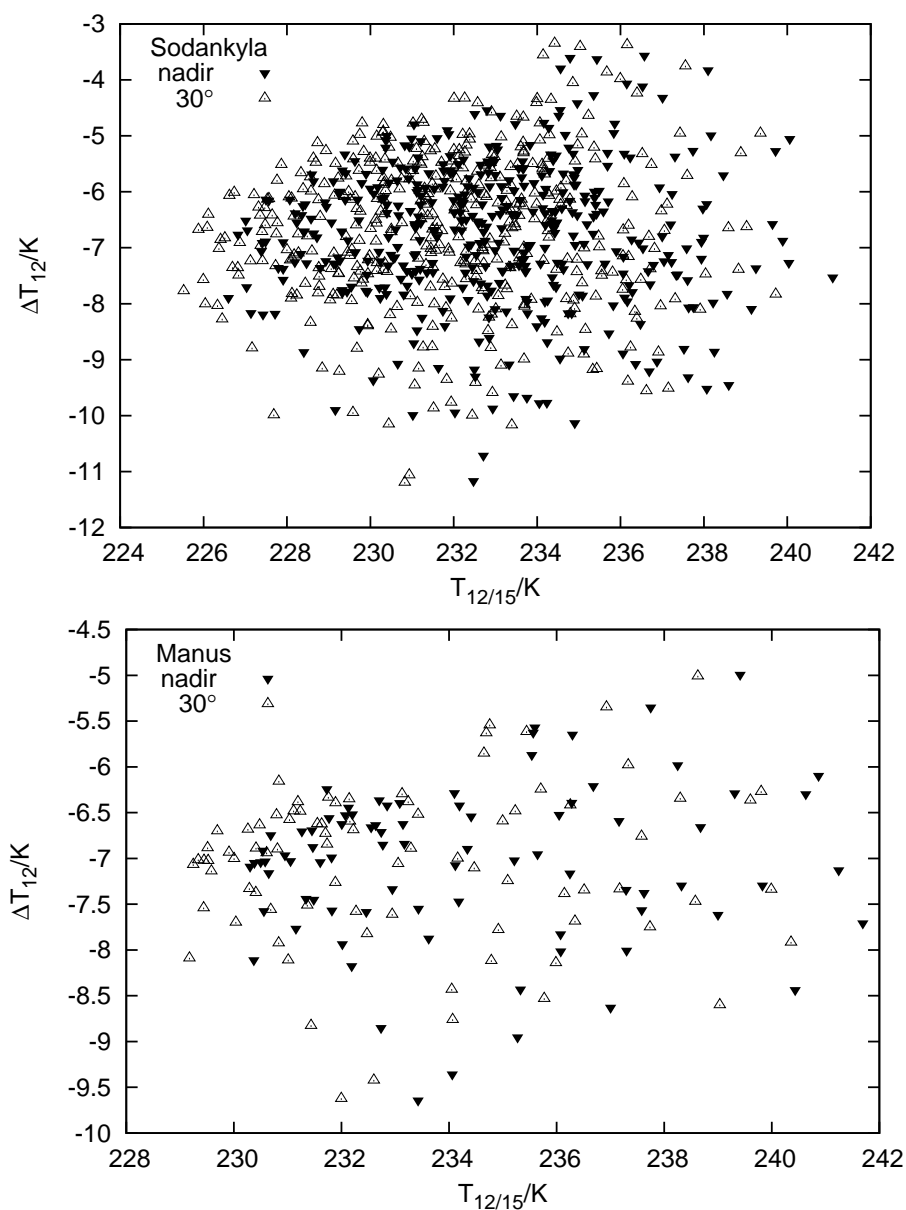 Sodankyla
nadir
30°
-3
-4
-5
-6
-7
-8
-9
-10
-11
-12
ΔT12/K
224 226 228 230 232 234 236 238 240 242
T12/15/K
Manus
nadir
30°
-4.5
-5
-5.5
-6
-6.5
-7
-7.5
-8
-8.5
-9
-9.5
-10
ΔT12/K
228 230 232 234 236 238 240 242
T12/15/K